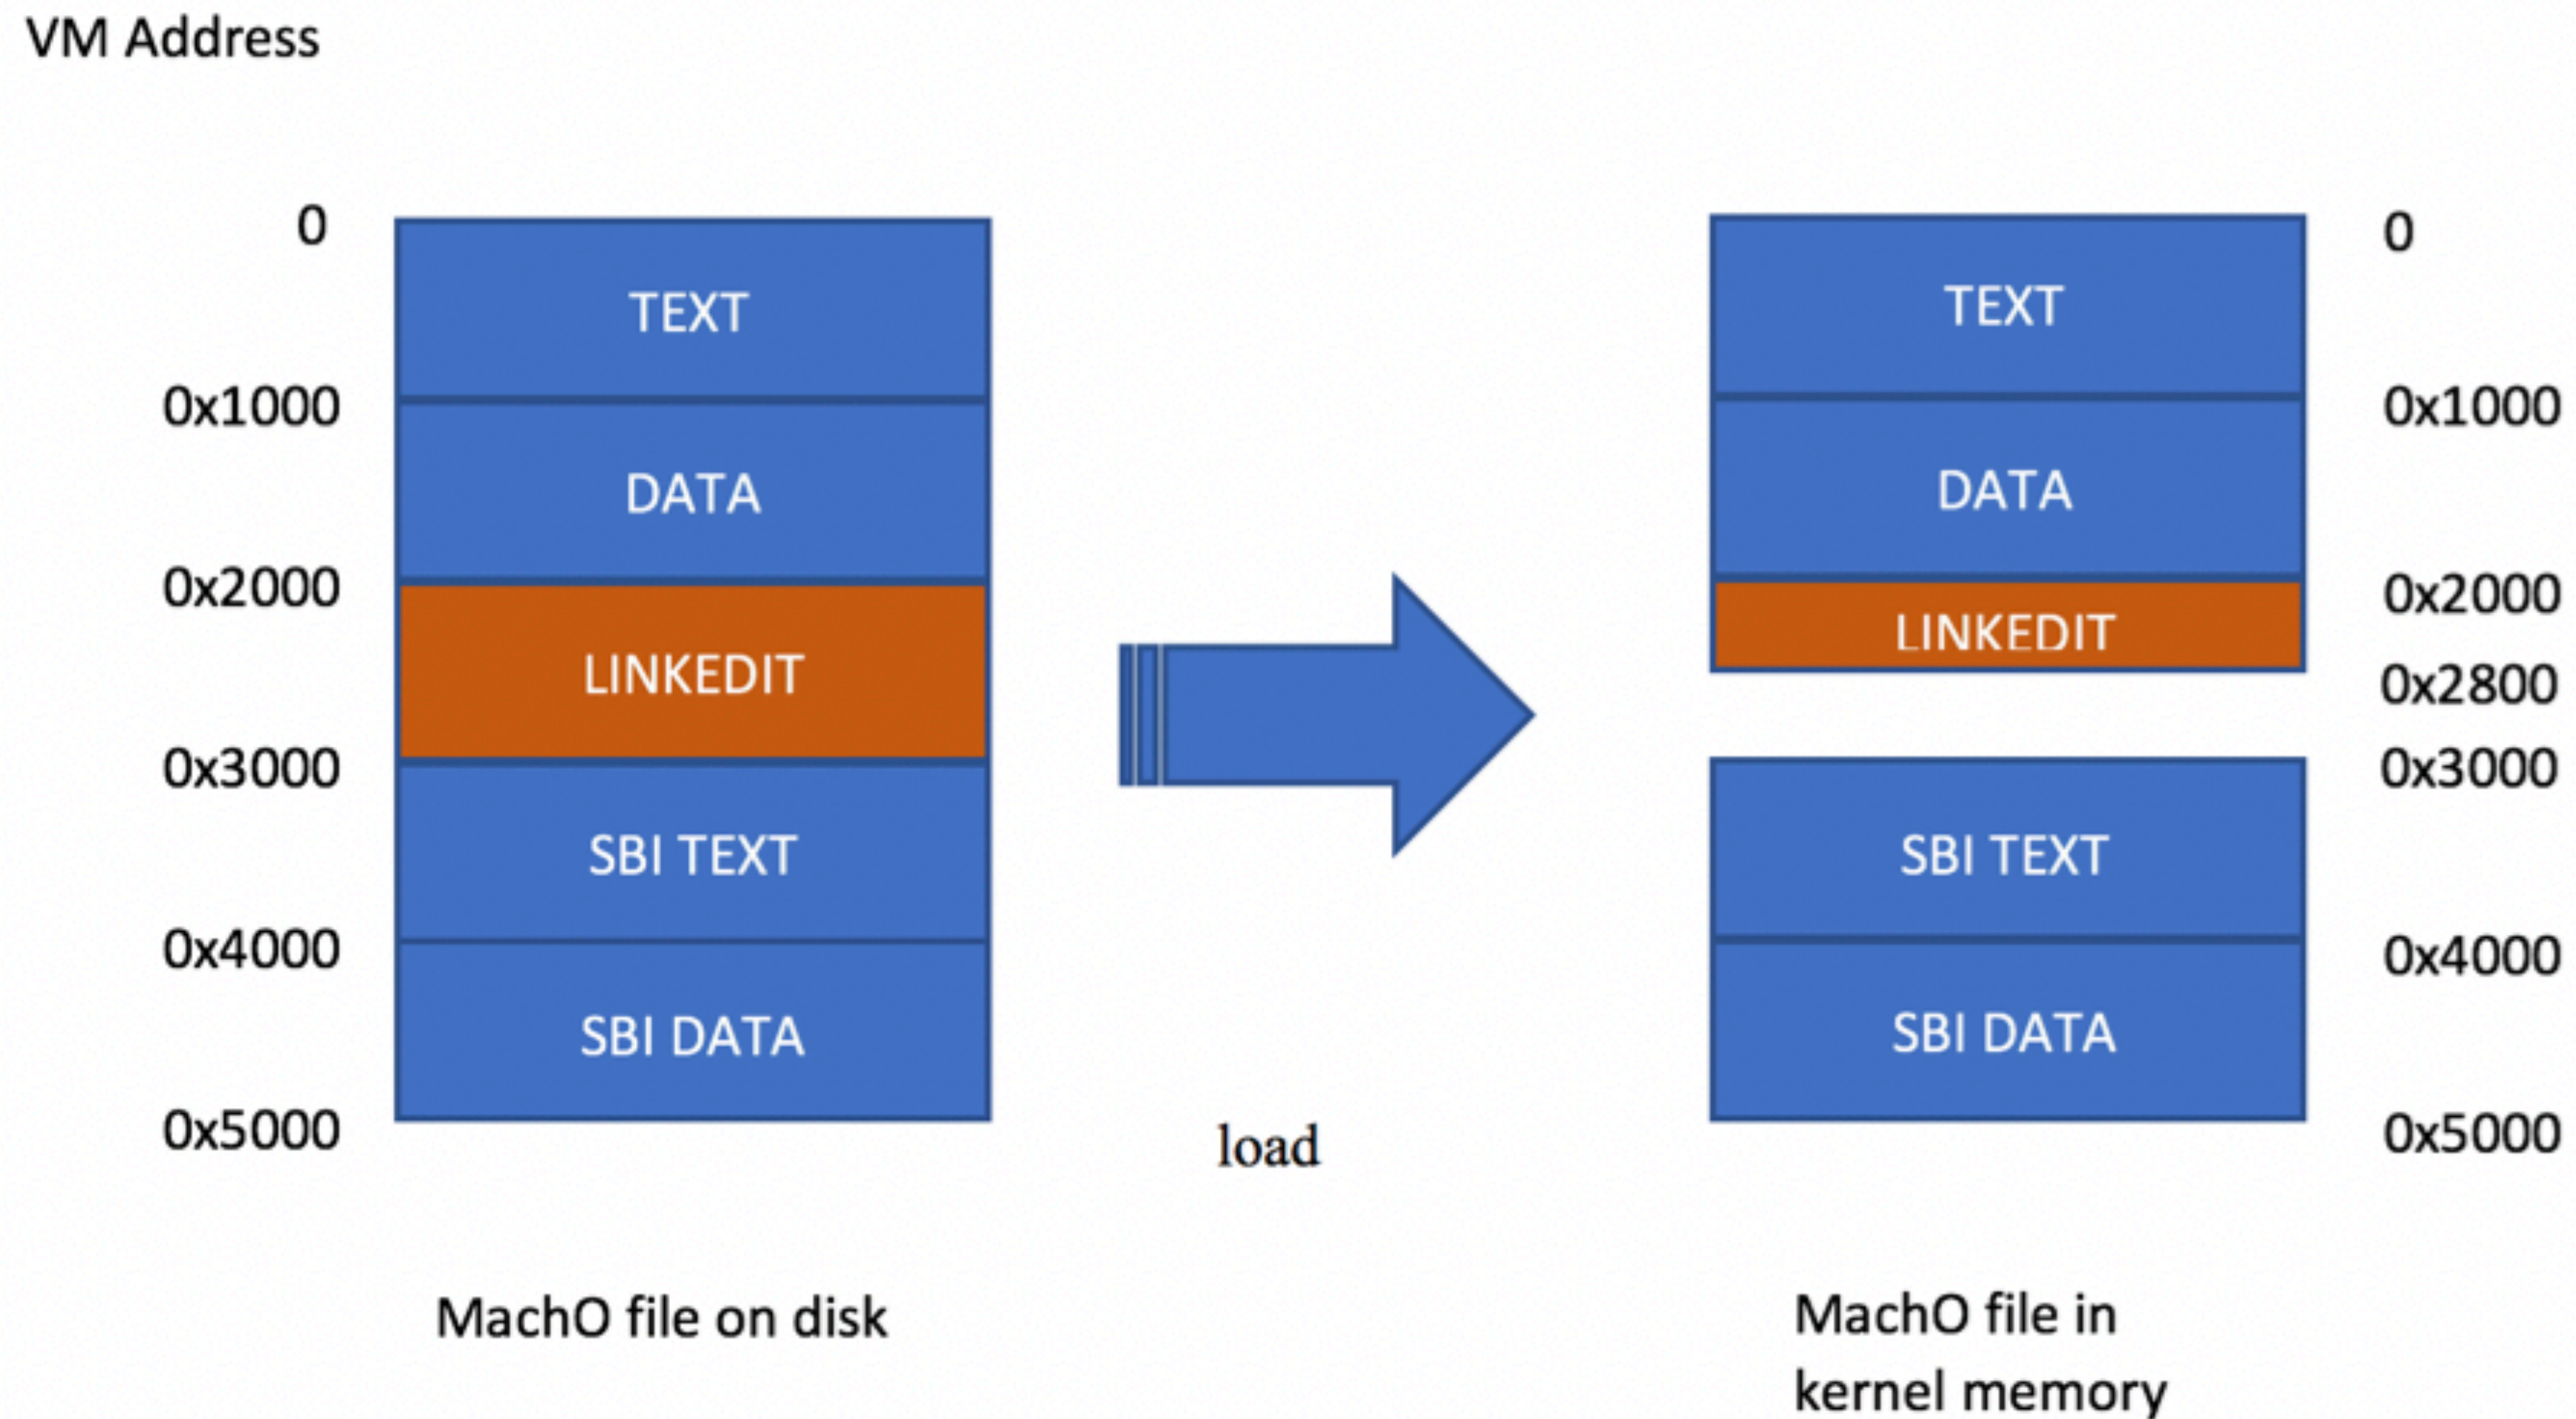 VM Address
0
TEXT
0x1000
DATA
0x2000
LINKEDIT
0x3000
SBI TEXT
0x4000
SBI DATA
0x5000
MachO file on disk
load
0
TEXT
0x1000
DATA
0x2000
LINKEDIT
0x2800
0x3000
SBI TEXT
0x4000
SBI DATA
0x5000
MachO file in
kernel memory